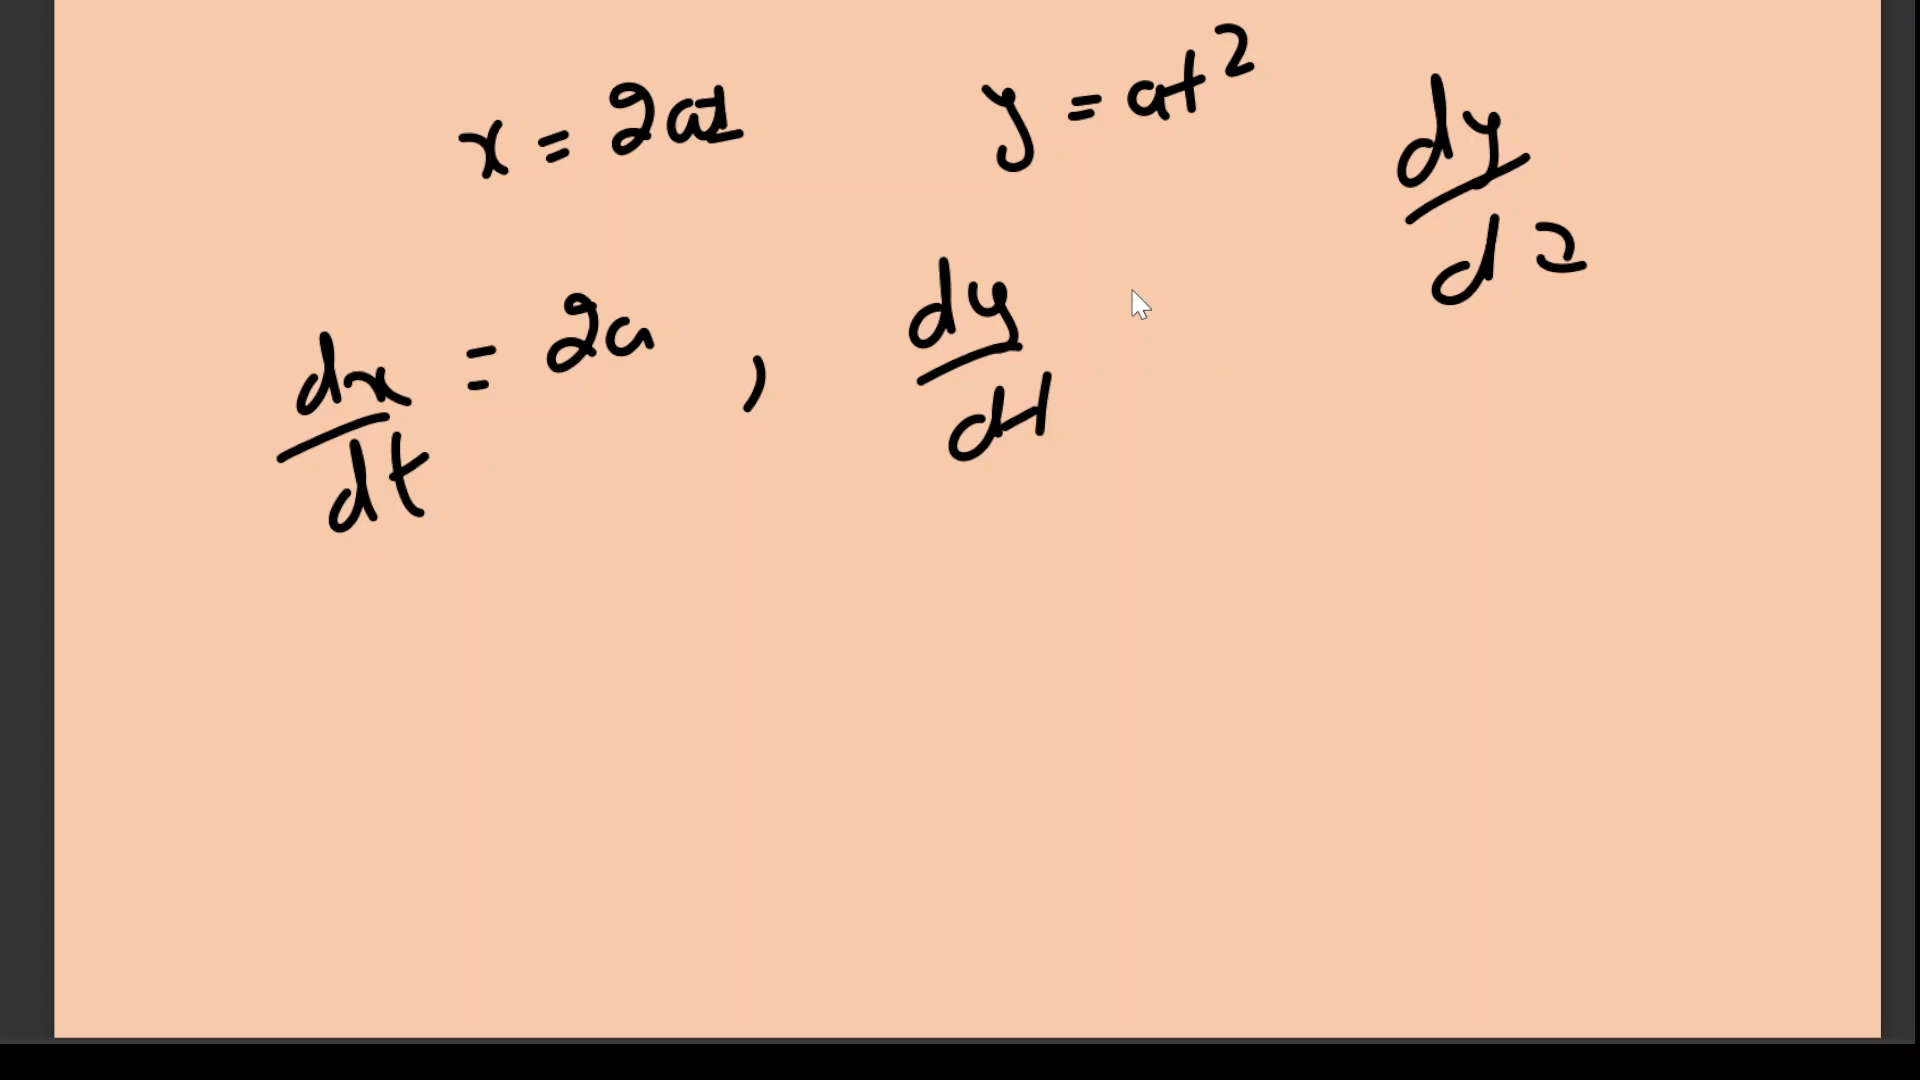 x = 2at y = at² dy/dx
dx/dt = 2a , dy/dt